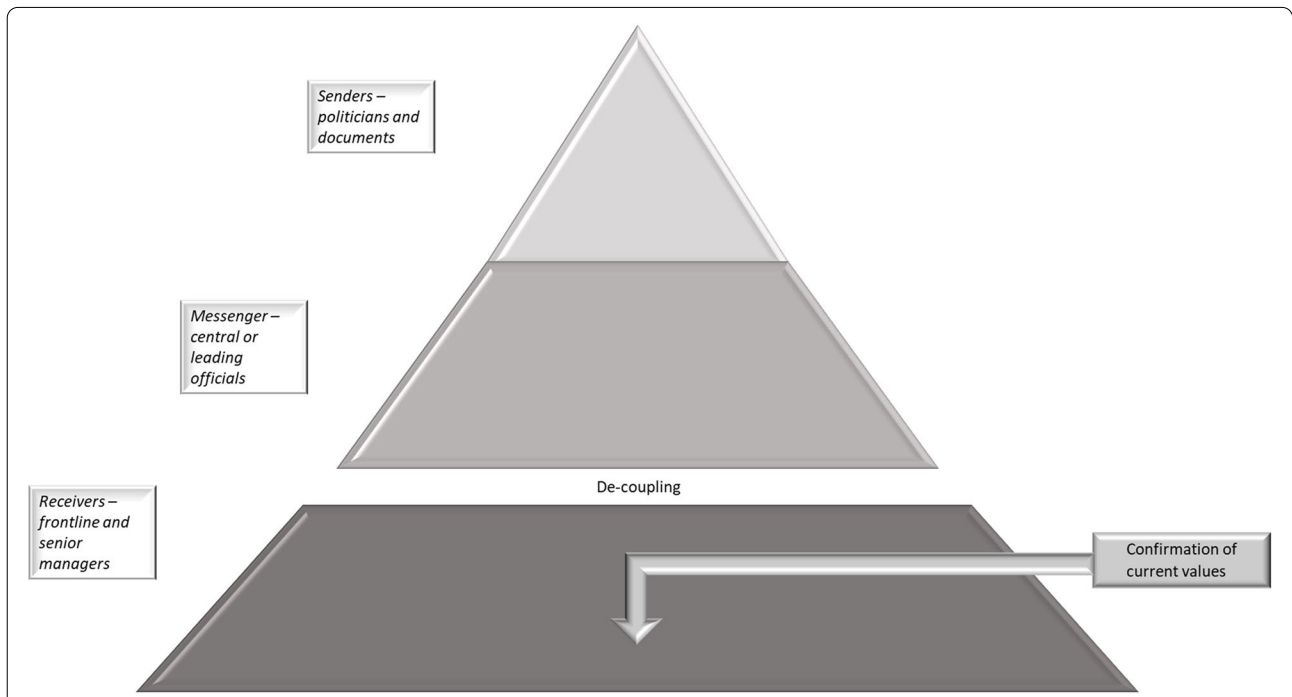 Senders –
politicians and
documents
Messenger –
central or
leading
officials
De-coupling
Receivers –
frontline and
senior
managers
Confirmation of
current values